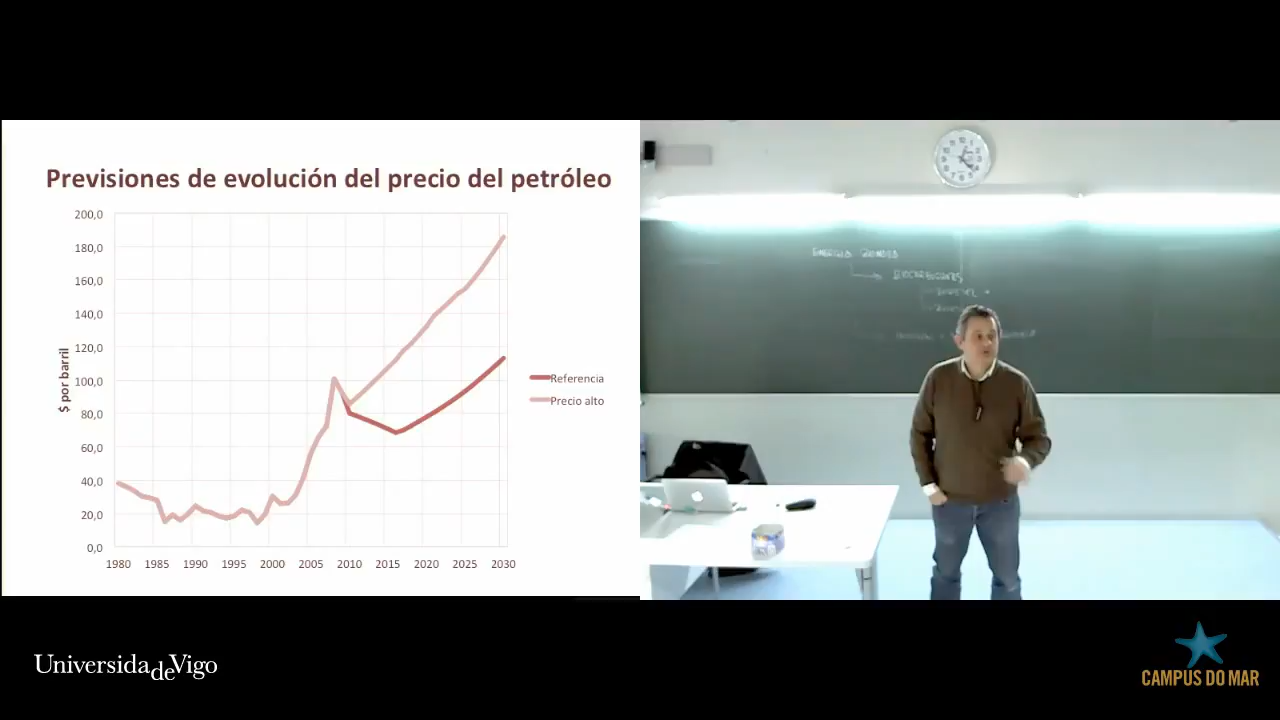 Previsiones de evolución del precio del petróleo
200,0
180,0
160,0
140,0
120,0
100,0
80,0
60,0
40,0
20,0
0,0
$ por barril
1980 1985 1990 1995 2000 2005 2010 2015 2020 2025 2030
Referencia
Precio alto
ENERGIA
Universidade Vigo
CAMPUS DO MAR